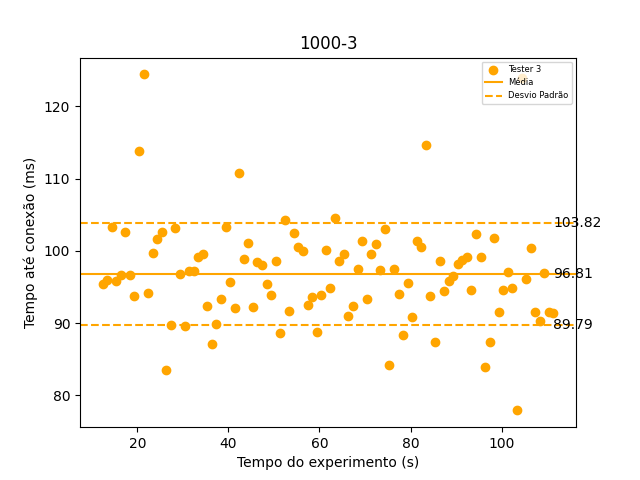 1000-3
Tester 3
Média
Desvio Padrão
120
110
100
90
80
103.82
96.81
89.79
Tempo até conexão (ms)
20
40
60
80
100
Tempo do experimento (s)